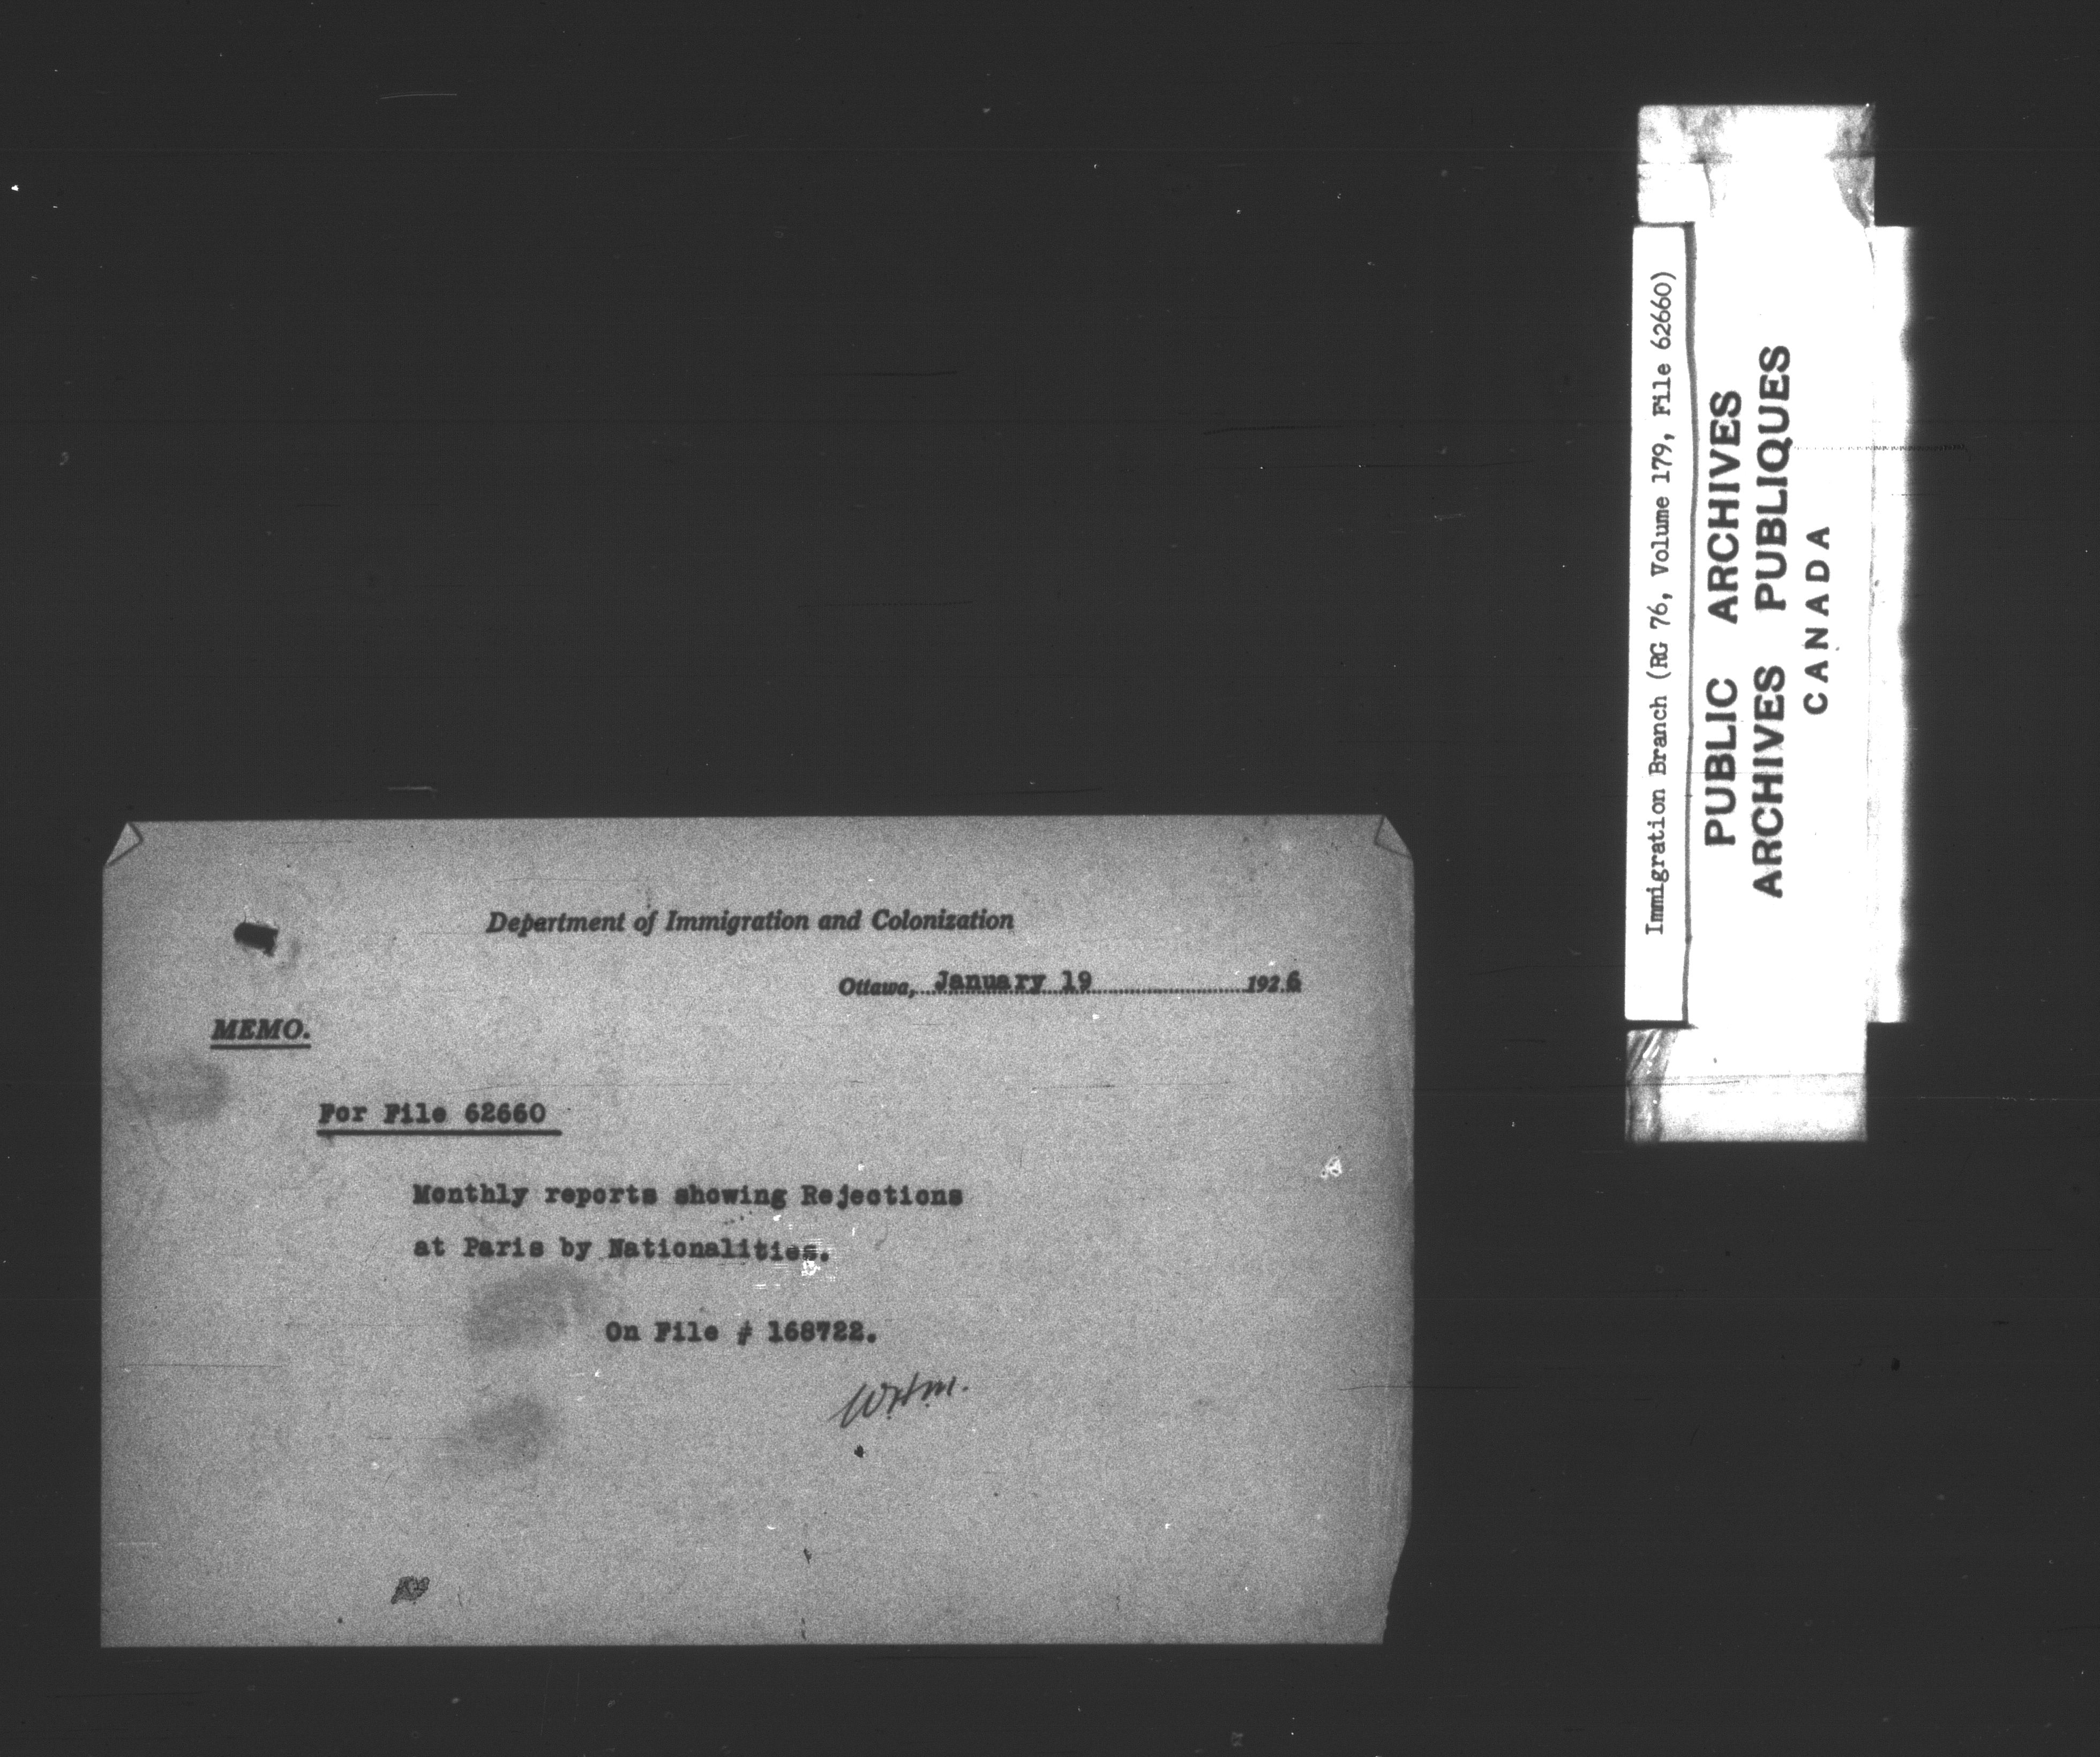 Department of Immigration and Colonization
Ottawa, January 19 1926
MEMO.
For File 62660
Monthly reports showing Rejections
at Paris by Nationalities.
On File # 168722.
Immigration Branch (RG 76, Volume 179, File 62660)
PUBLIC ARCHIVES
ARCHIVES PUBLIQUES
CANADA